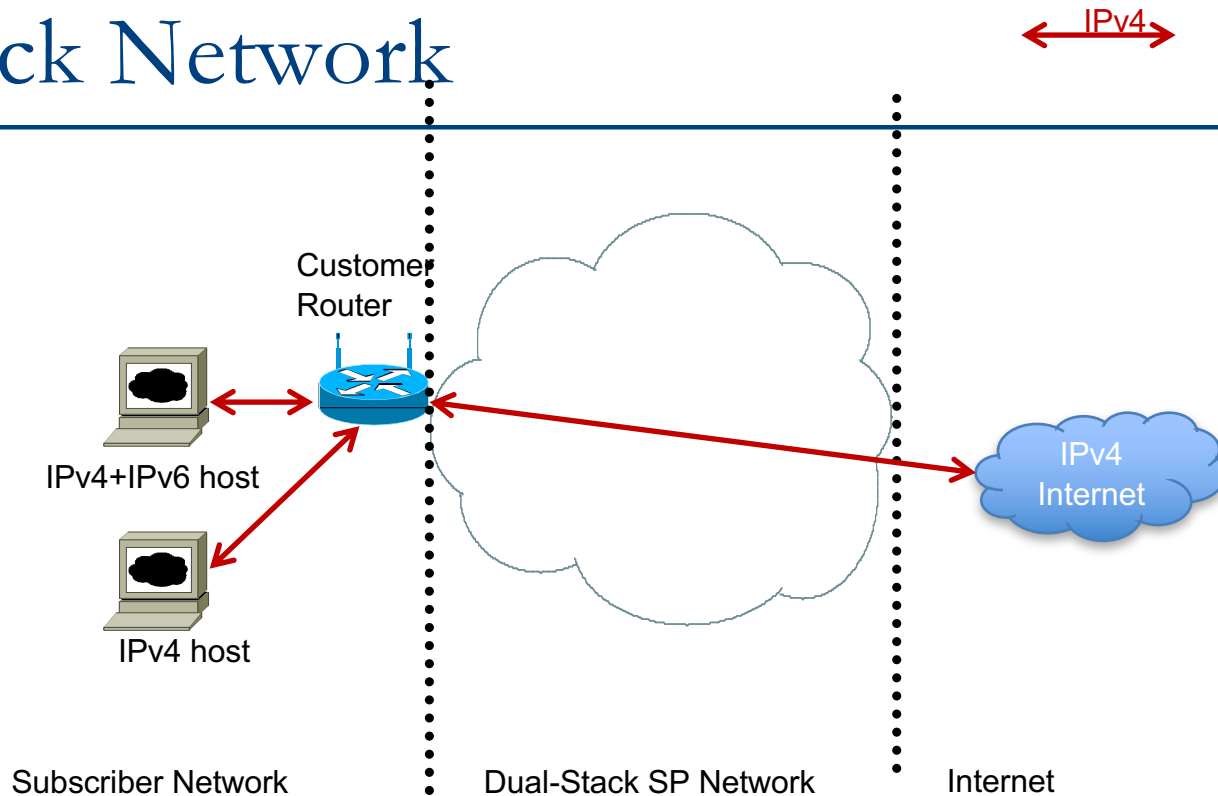 ck Network
IPv4
Customer
Router
IPv4+IPv6 host
IPv4
Internet
IPv4 host
Subscriber Network
Dual-Stack SP Network
Internet